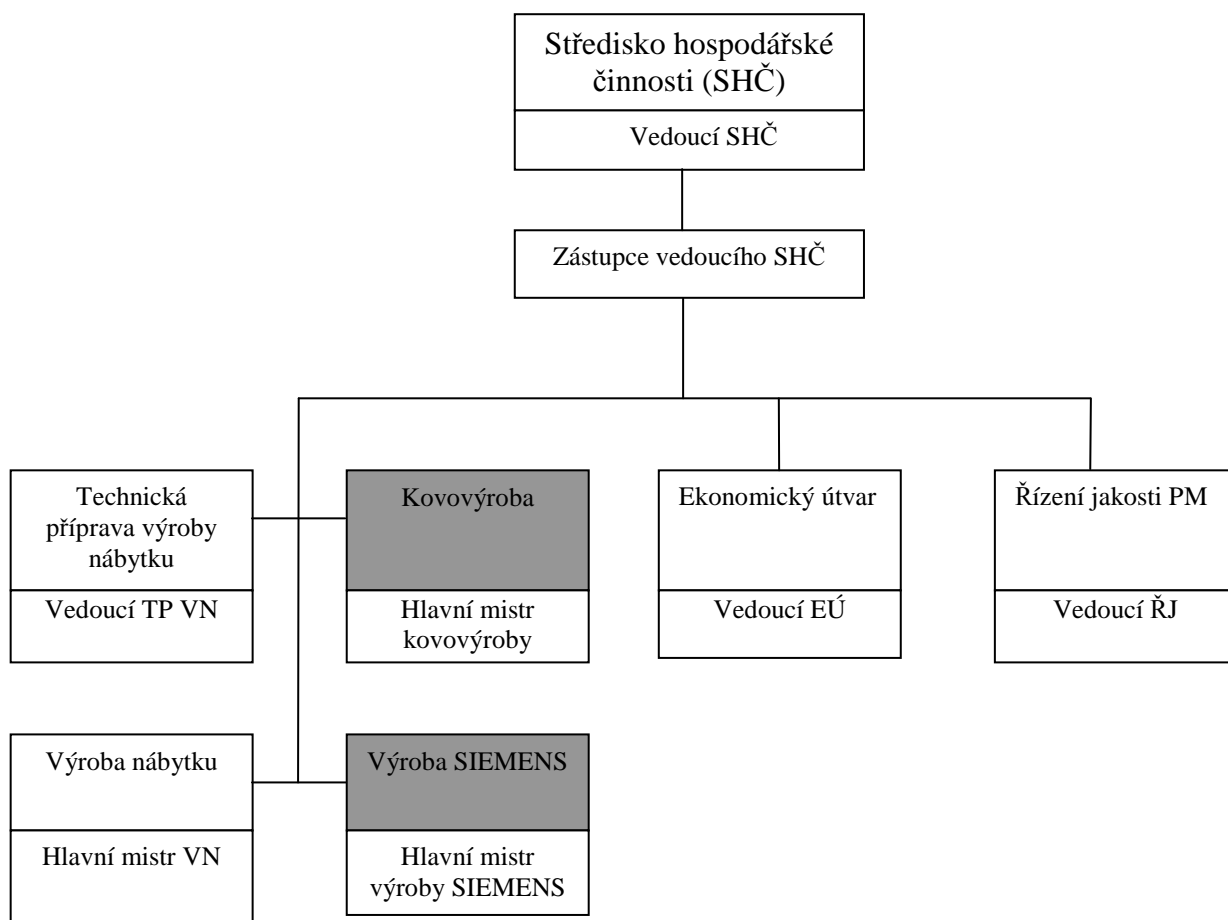 Středisko hospodářské
činnosti (SHČ)
Vedoucí SHČ
Zástupce vedoucího SHČ
Technická
příprava výroby
nábytku
Vedoucí TP VN
Kovovýroba
Hlavní mistr
kovovýroby
Ekonomický útvar
Vedoucí EÚ
Řízení jakosti PM
Vedoucí ŘJ
Výroba nábytku
Hlavní mistr VN
Výroba SIEMENS
Hlavní mistr
výroby SIEMENS